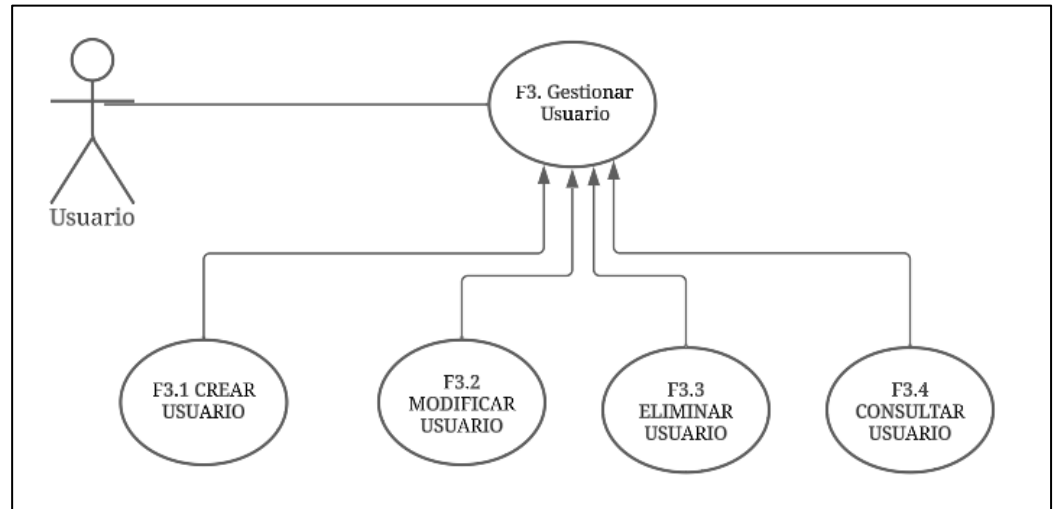 F3. Gestionar
Usuario
Usuario
F3.1 CREAR
USUARIO
F3.2
MODIFICAR
USUARIO
F3.3
ELIMINAR
USUARIO
F3.4
CONSULTAR
USUARIO